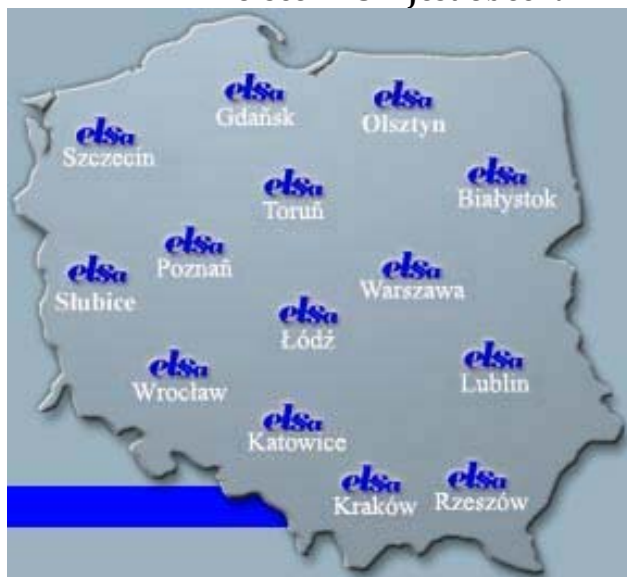 elsa
Gdańsk
elsa
Olsztyn
elsa
Szczecin
elsa
Toruń
elsa
Białystok
elsa
Poznań
elsa
Słubice
elsa
Warszawa
elsa
Łódź
elsa
Wrocław
elsa
Lublin
elsa
Katowice
elsa
Kraków
elsa
Rzeszów